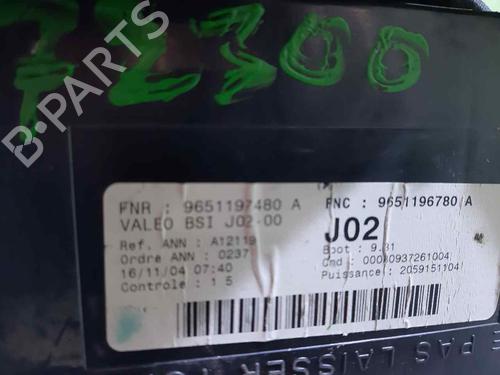 72300
B-PARTS
FNR : 9651197480 A FNC : 9651196780 A
VALEO BSI J02-00 J02
Ref. ANN : A12119 Boot : 9.31
Ordre ANN : 0237 Cmd : 00080937261004
16/11/04 07:40 Puissance : 2059151104
Controle : 1 5
PAS LAISSER